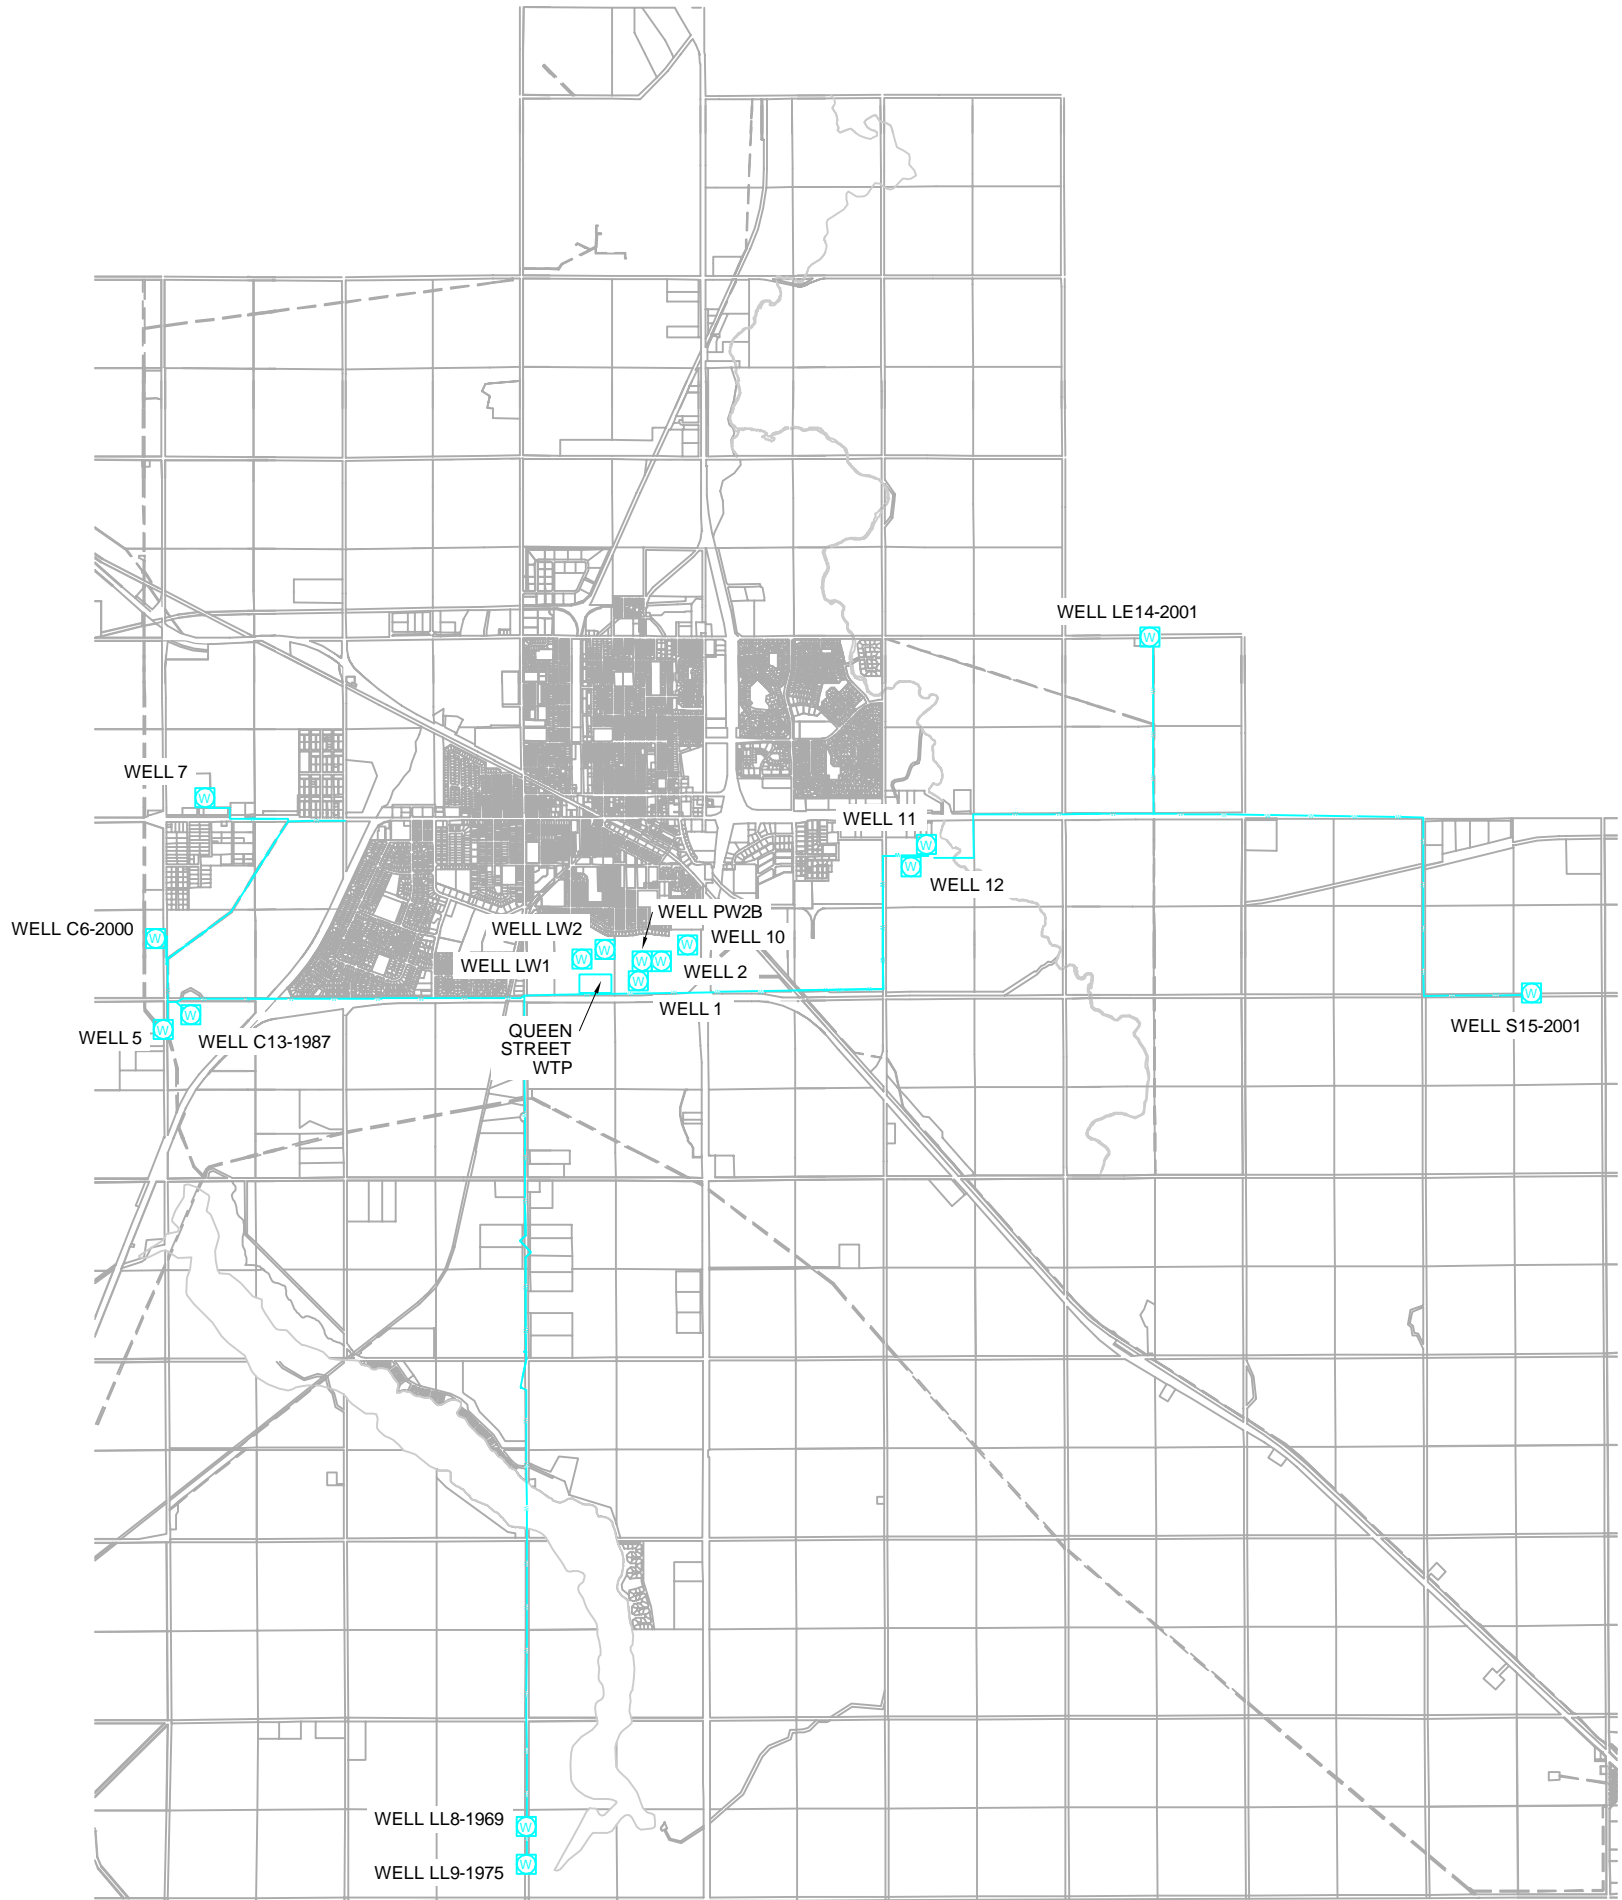 WELL LE14-2001
W
WELL 7
W
WELL 11
W
W
WELL 12
WELL PW2B
WELL C6-2000
W
WELL LW2
W
W
WELL 10
WELL LW1
W
W
W
WELL 2
W
WELL 1
W
WELL S15-2001
W
WELL C13-1987
WELL 5
W
QUEEN
STREET
WTP
WELL LL8-1969
W
WELL LL9-1975
W